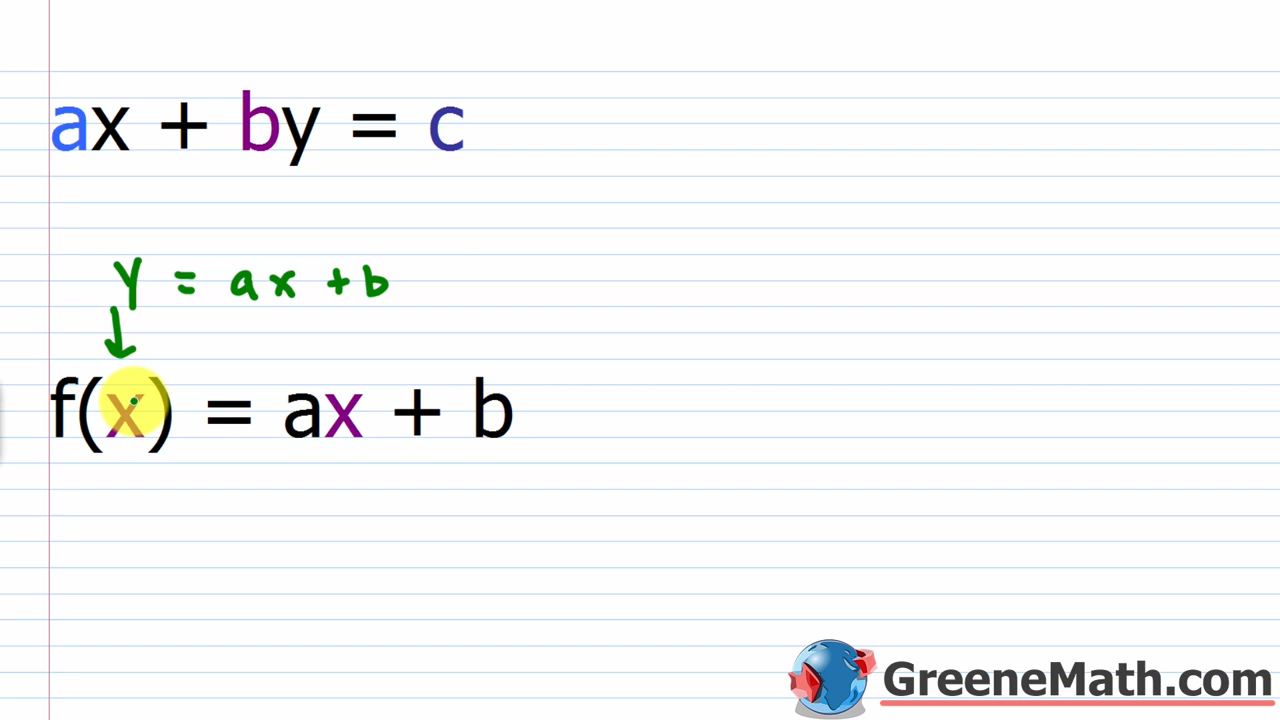 ax + by = c
y = ax + b
f(x) = ax + b
GreeneMath.com